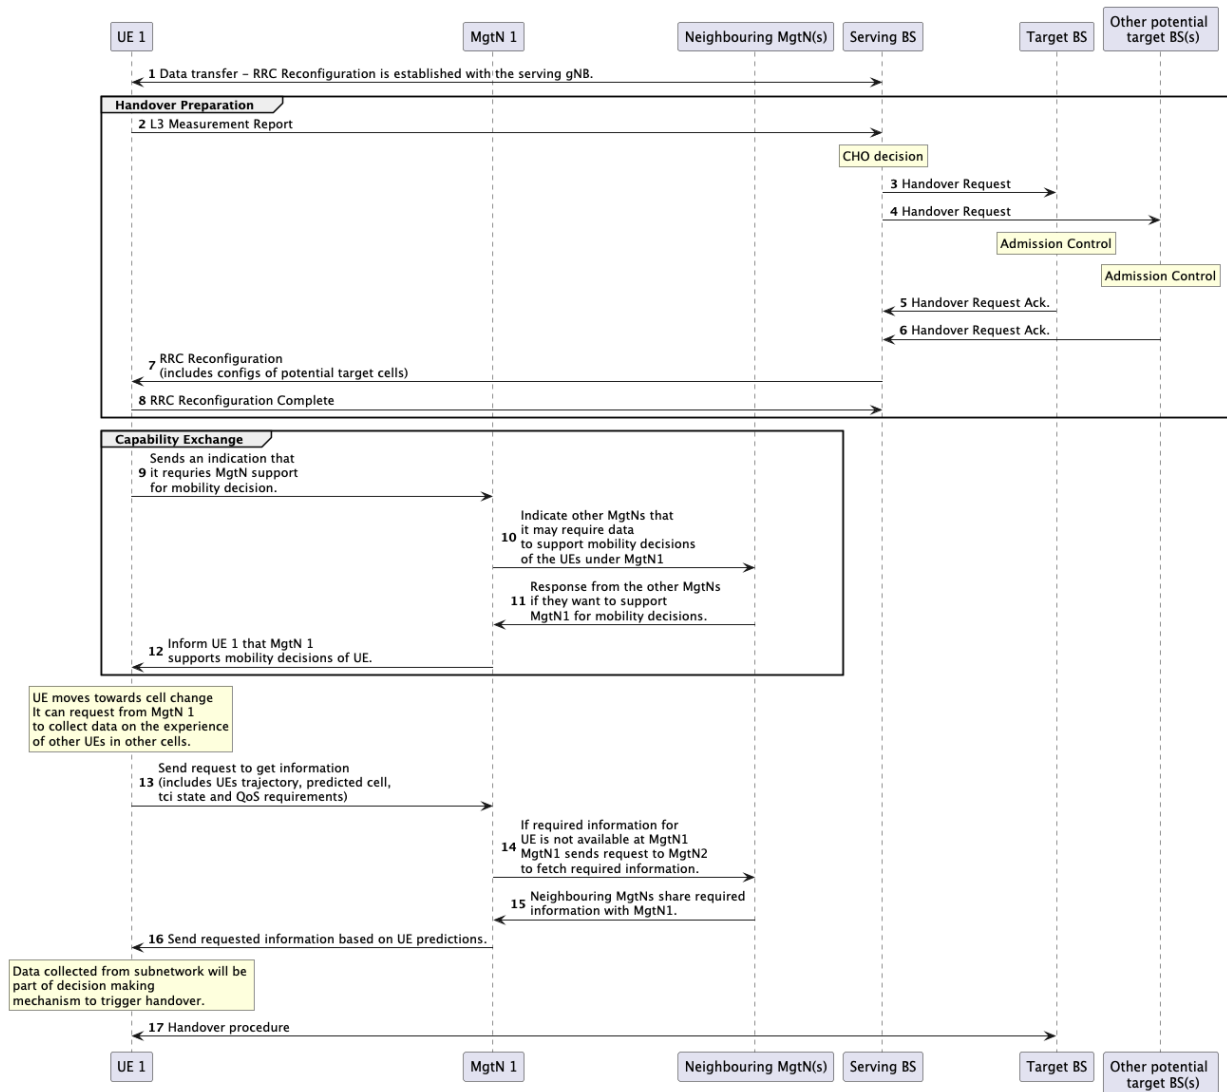 Other potential
target BS(s)
UE 1
MgtN 1
Neighbouring MgtN(s)
Serving BS
Target BS
1 Data transfer – RRC Reconfiguration is established with the serving gNB.
Handover Preparation
2 L3 Measurement Report
CHO decision
3 Handover Request
4 Handover Request
Admission Control
Admission Control
5 Handover Request Ack.
6 Handover Request Ack.
7 RRC Reconfiguration
(includes configs of potential target cells)
8 RRC Reconfiguration Complete
Capability Exchange
Sends an indication that
9 it requries MgtN support
for mobility decision.
Indicate other MgtNs that
it may require data
10 to support mobility decisions
of the UEs under MgtN1
Response from the other MgtNs
11 if they want to support
MgtN1 for mobility decisions.
12 Inform UE 1 that MgtN 1
supports mobility decisions of UE.
UE moves towards cell change
It can request from MgtN 1
to collect data on the experience
of other UEs in other cells.
Send request to get information
13 (includes UEs trajectory, predicted cell,
tci state and QoS requirements)
If required information for
UE is not available at MgtN1
14 MgtN1 sends request to MgtN2
to fetch required information.
15 Neighbouring MgtNs share required
information with MgtN1.
16 Send requested information based on UE predictions.
Data collected from subnetwork will be
part of decision making
mechanism to trigger handover.
17 Handover procedure
UE 1
MgtN 1
Neighbouring MgtN(s)
Serving BS
Target BS
Other potential
target BS(s)